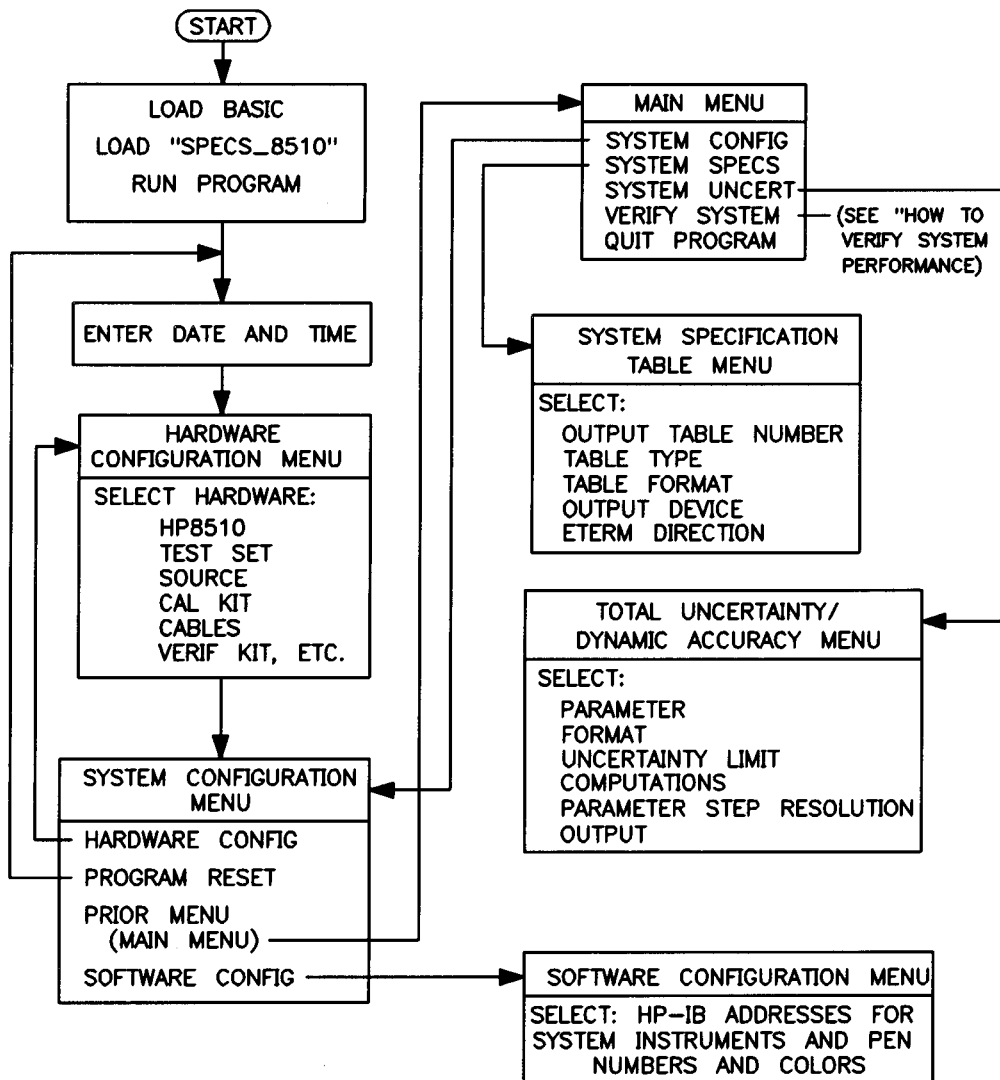 START
LOAD BASIC
LOAD "SPECS_8510"
RUN PROGRAM
ENTER DATE AND TIME
HARDWARE
CONFIGURATION MENU
SELECT HARDWARE:
HP8510
TEST SET
SOURCE
CAL KIT
CABLES
VERIF KIT, ETC.
SYSTEM CONFIGURATION
MENU
HARDWARE CONFIG
PROGRAM RESET
PRIOR MENU
(MAIN MENU)
SOFTWARE CONFIG
MAIN MENU
SYSTEM CONFIG
SYSTEM SPECS
SYSTEM UNCERT
VERIFY SYSTEM
QUIT PROGRAM
(SEE "HOW TO
VERIFY SYSTEM
PERFORMANCE)
SYSTEM SPECIFICATION
TABLE MENU
SELECT:
OUTPUT TABLE NUMBER
TABLE TYPE
TABLE FORMAT
OUTPUT DEVICE
ETERM DIRECTION
TOTAL UNCERTAINTY/
DYNAMIC ACCURACY MENU
SELECT:
PARAMETER
FORMAT
UNCERTAINTY LIMIT
COMPUTATIONS
PARAMETER STEP RESOLUTION
OUTPUT
SOFTWARE CONFIGURATION MENU
SELECT: HP-IB ADDRESSES FOR
SYSTEM INSTRUMENTS AND PEN
NUMBERS AND COLORS